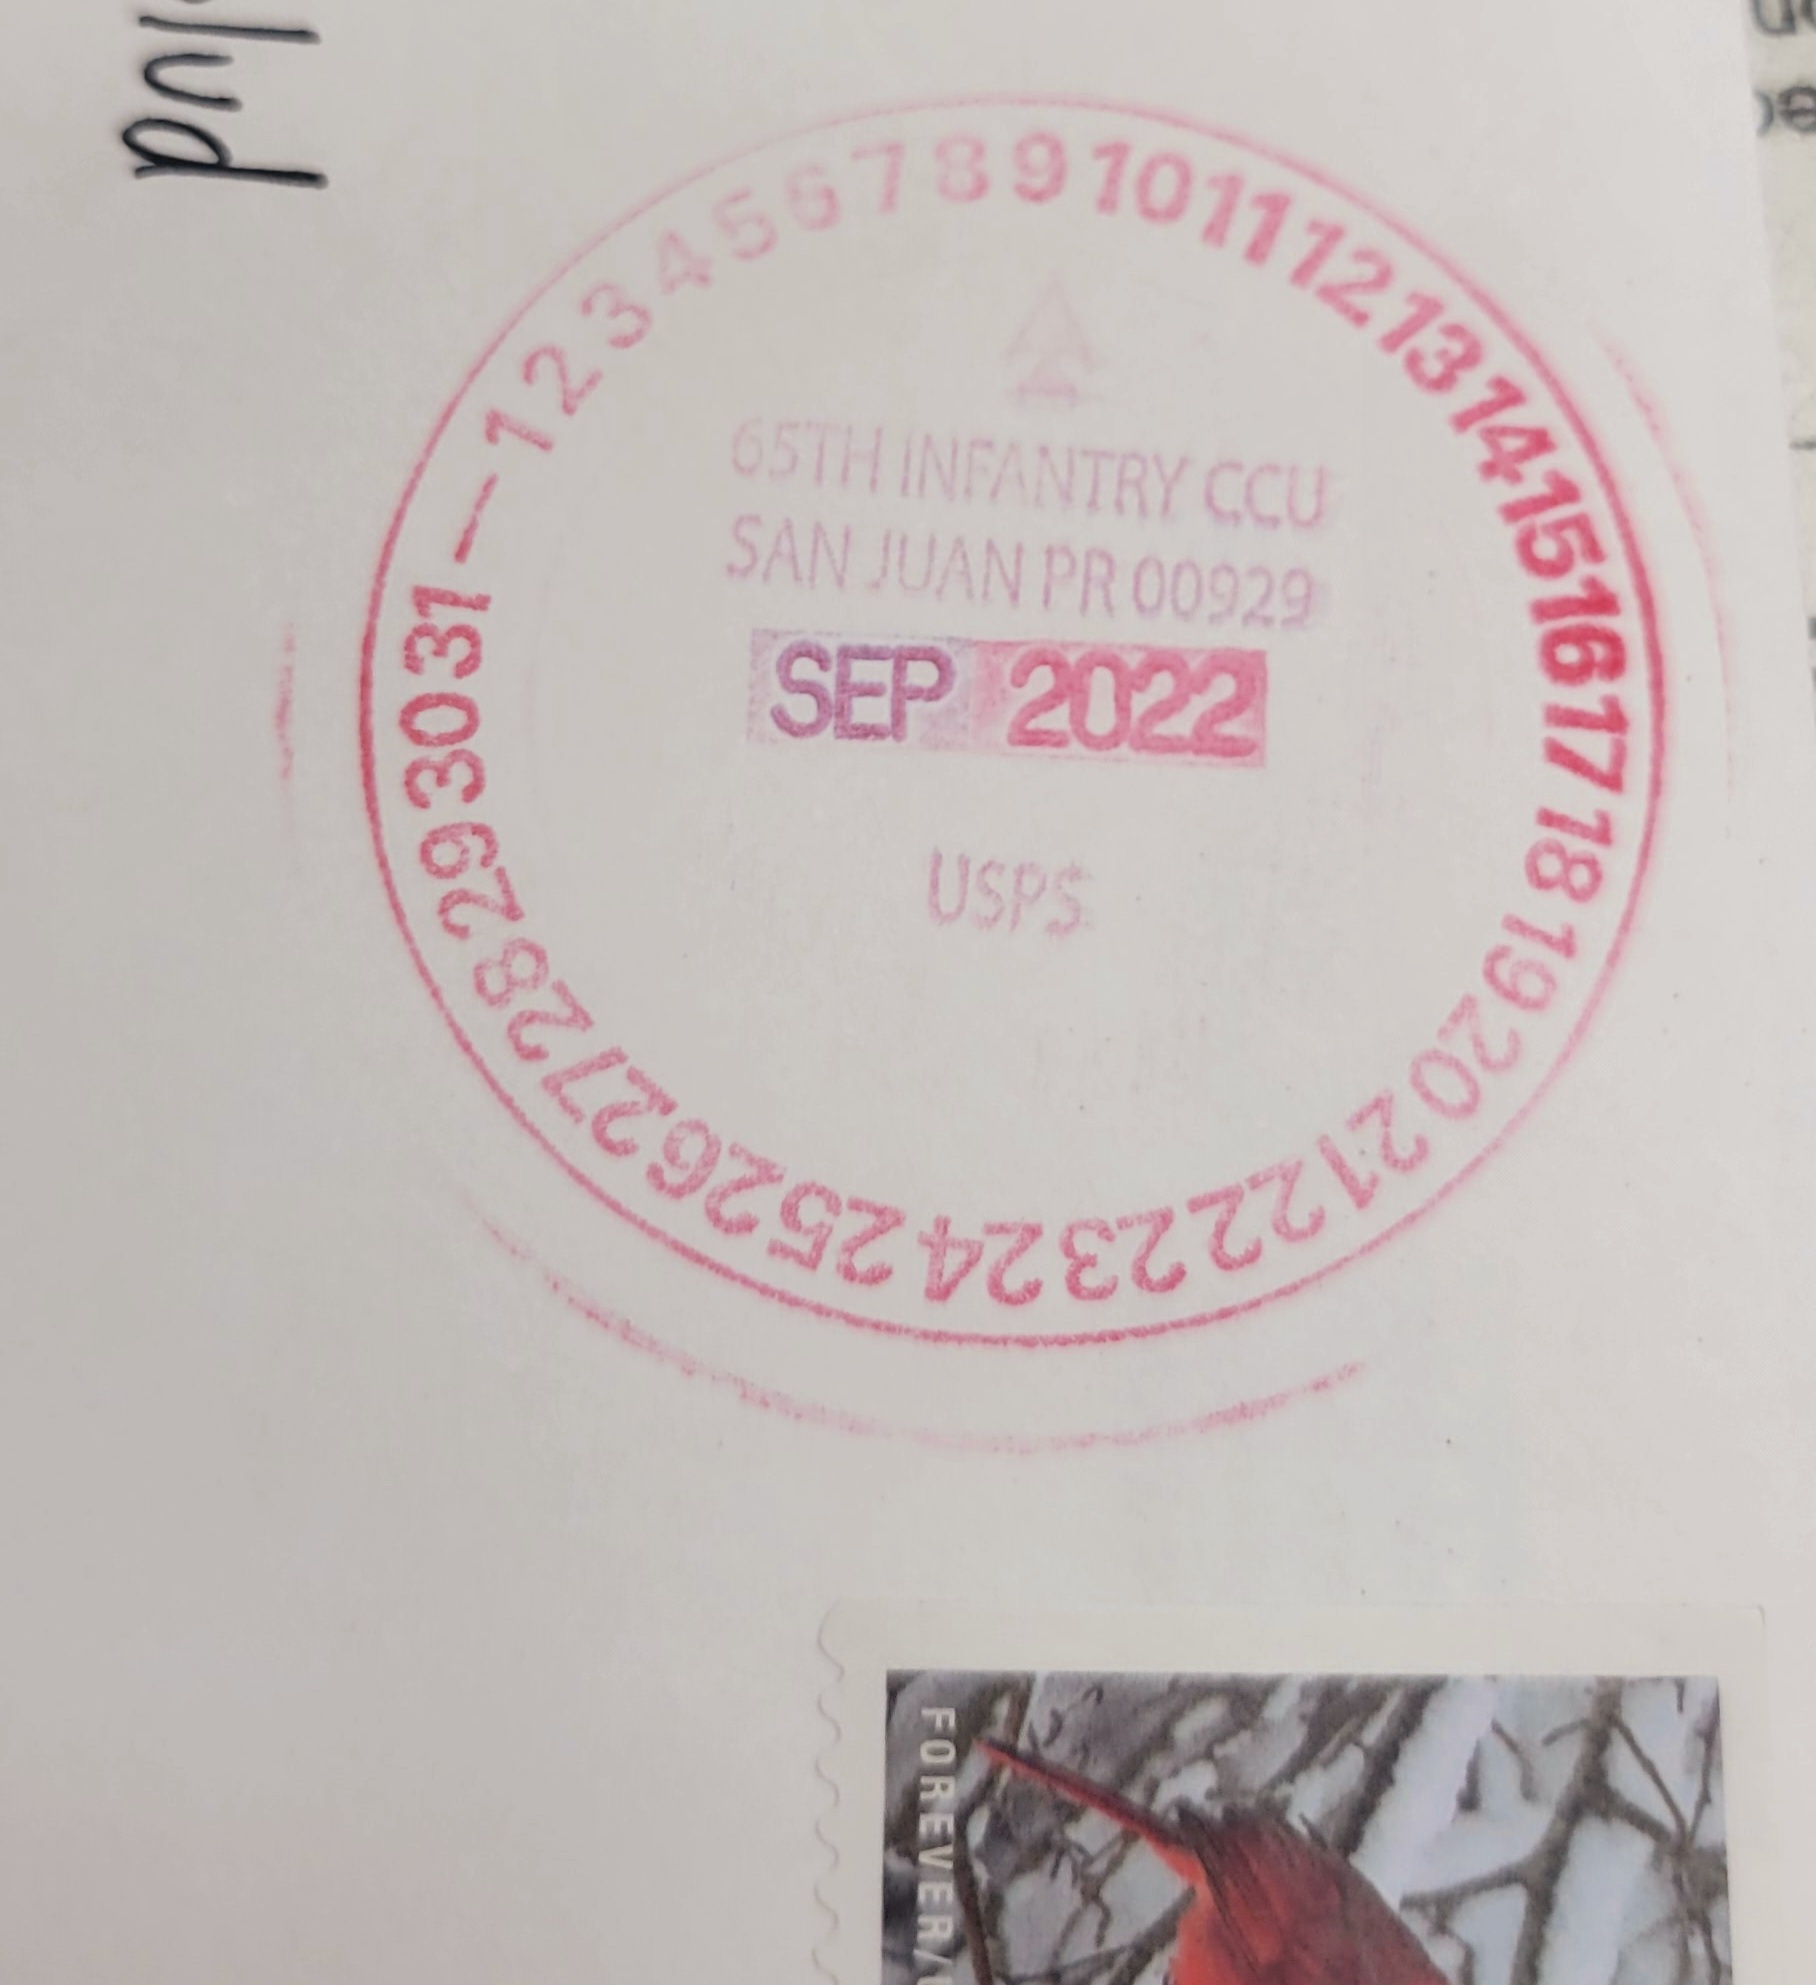 1 2 3 4 5 6 7 8 9 10 11 12 13 14 15 16 17 18 19 20 21 22 23 24 25 26 27 28 29 30 31 —
65TH INFANTRY CCU
SAN JUAN PR 00929
SEP 2022
USPS
FOREVER/